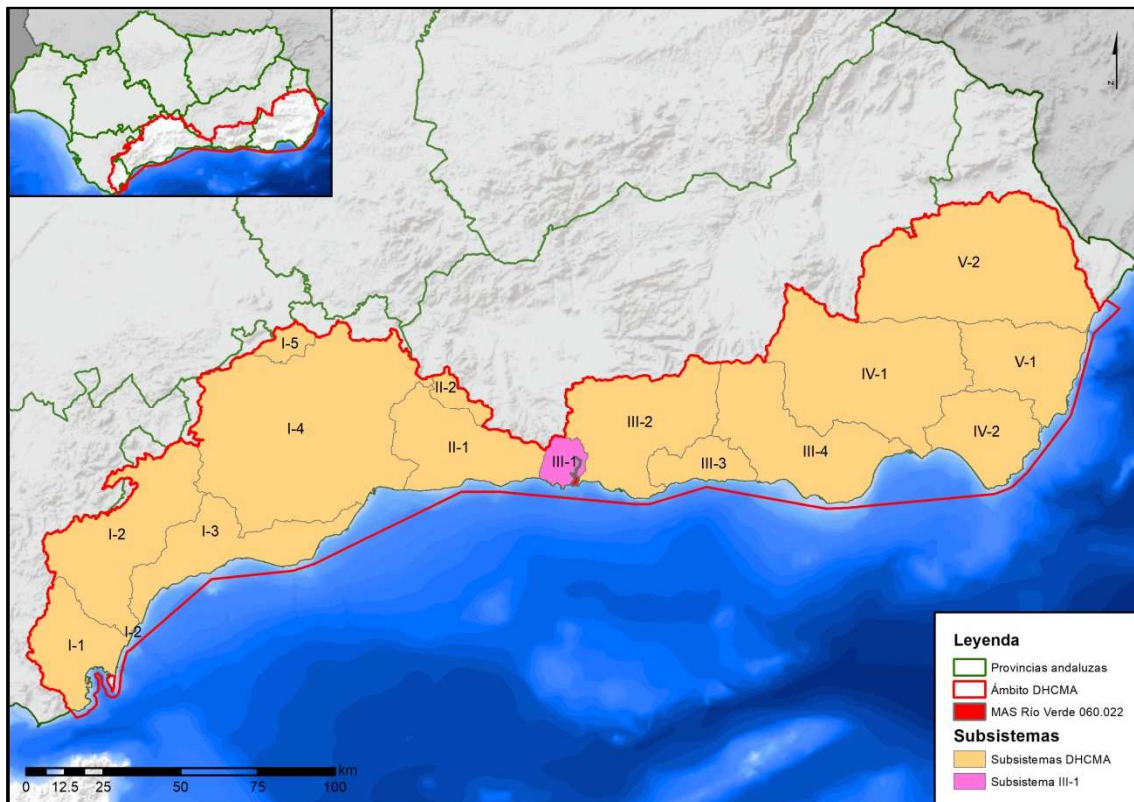 N
V-2
I-5
IV-1
V-1
II-2
I-4
III-2
II-1
IV-2
III-1
III-3
III-4
I-2
I-3
I-2
I-1
km
0 12.5 25 50 75 100
Leyenda
Provincias andaluzas
Ámbito DHCMA
MAS Río Verde 060.022
Subsistemas
Subsistemas DHCMA
Subsistema III-1